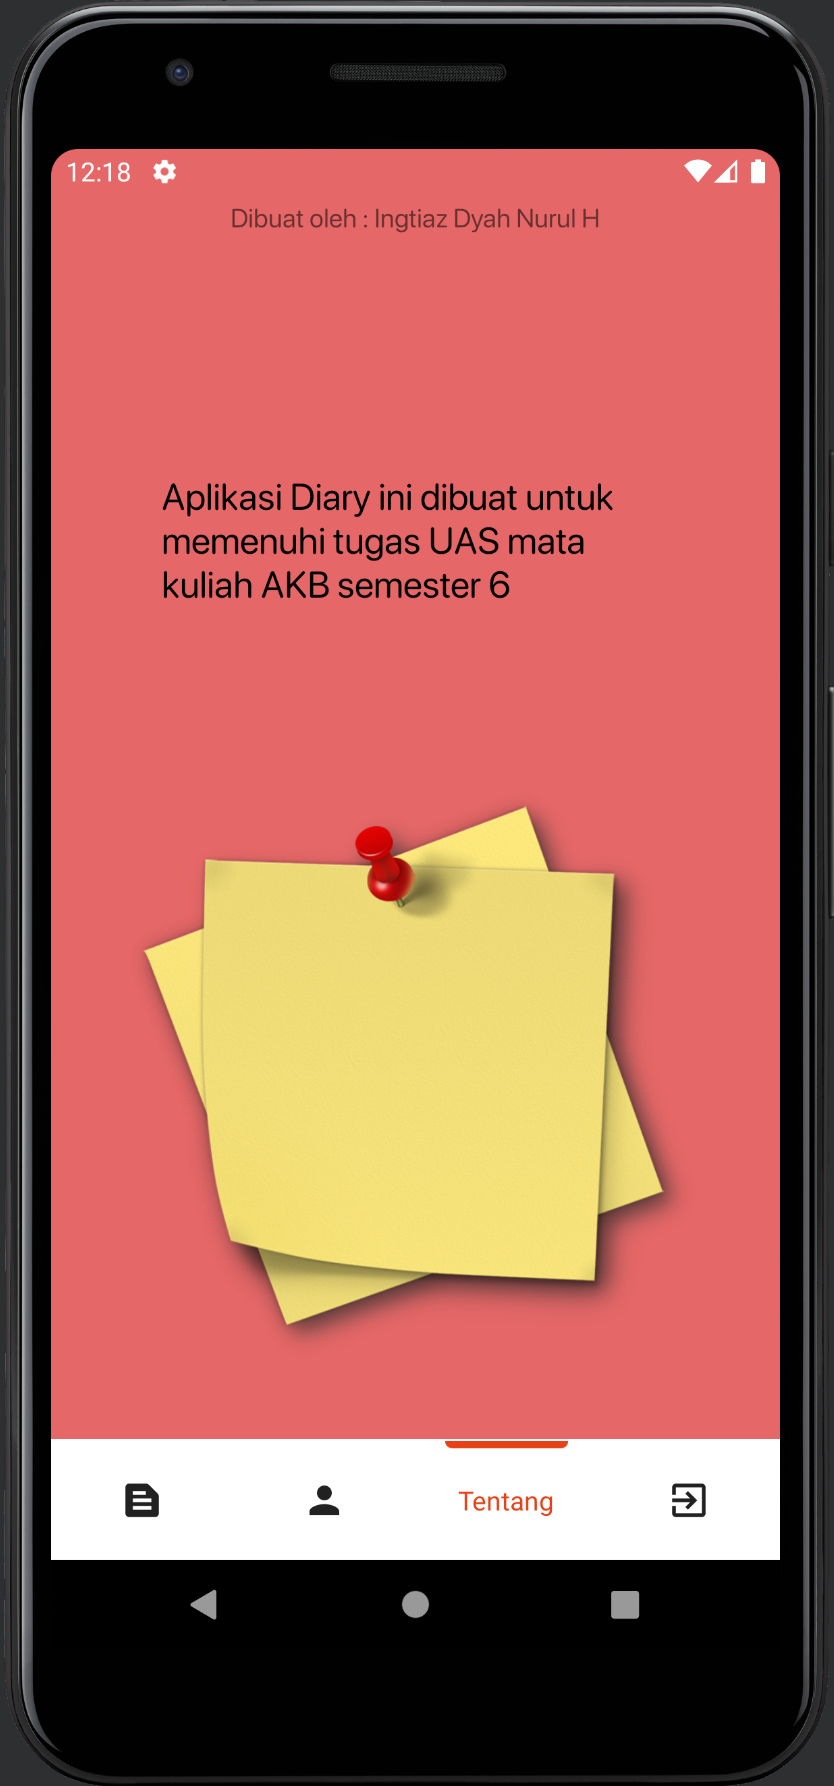 12:18
Dibuat oleh : Ingtiaz Dyah Nurul H
Aplikasi Diary ini dibuat untuk
memenuhi tugas UAS mata
kuliah AKB semester 6
Tentang